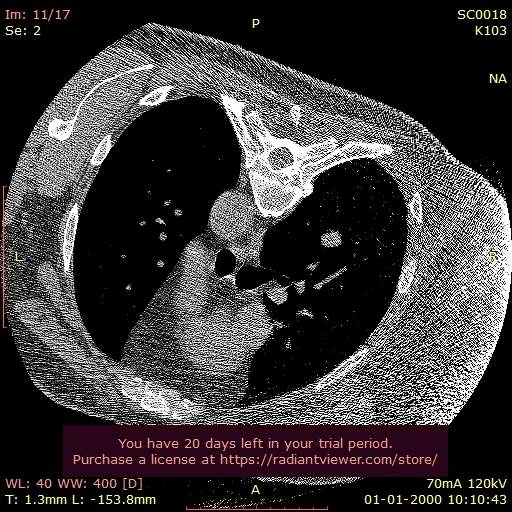 Im: 11/17
Se: 2
P
SC0018
K103
NA
L
R
You have 20 days left in your trial period.
Purchase a license at https://radiantviewer.com/store/
WL: 40 WW: 400 [D]
T: 1.3mm L: -153.8mm
A
70mA 120kV
01-01-2000 10:10:43